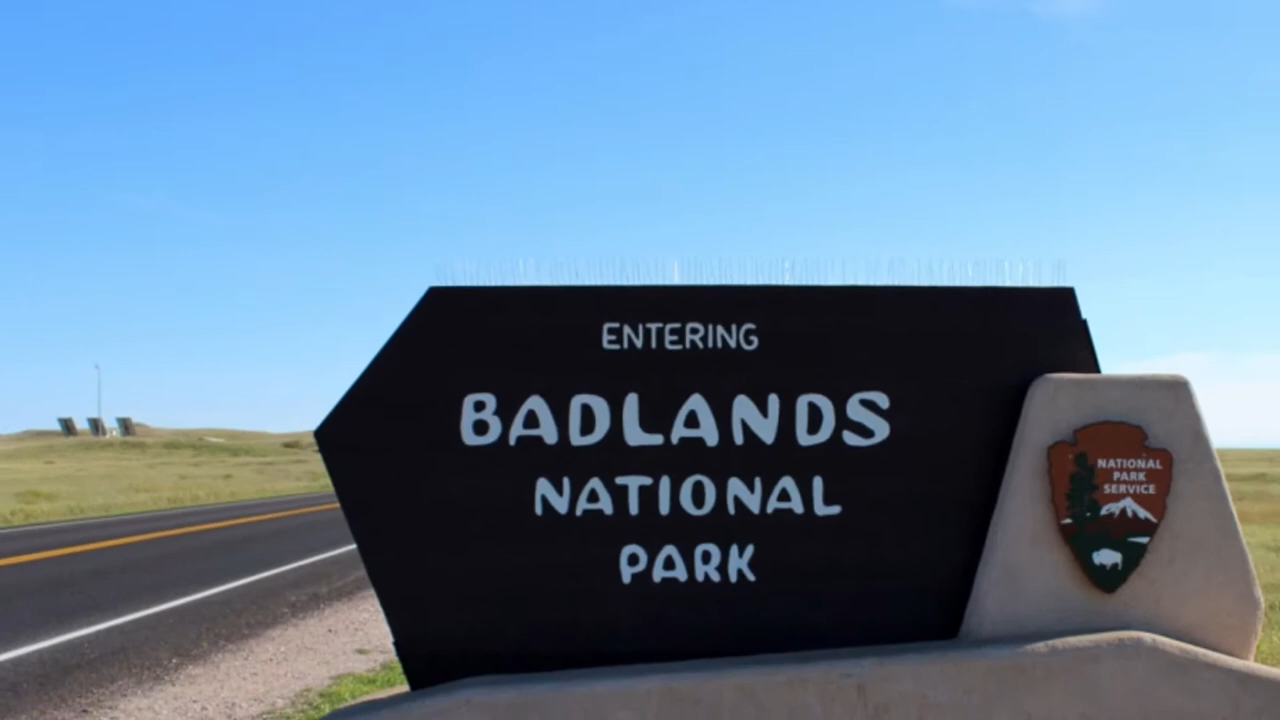 ENTERING
BADLANDS
NATIONAL
PARK
NATIONAL
PARK
SERVICE